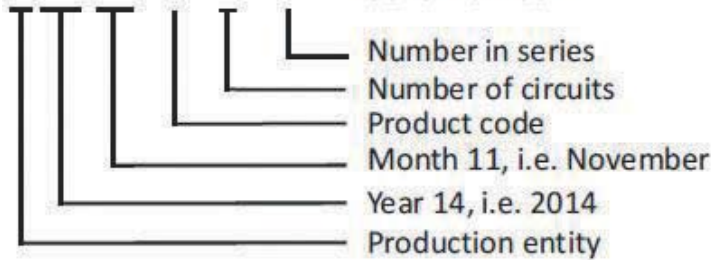 Number in series
Number of circuits
Product code
Month 11, i.e. November
Year 14, i.e. 2014
Production entity